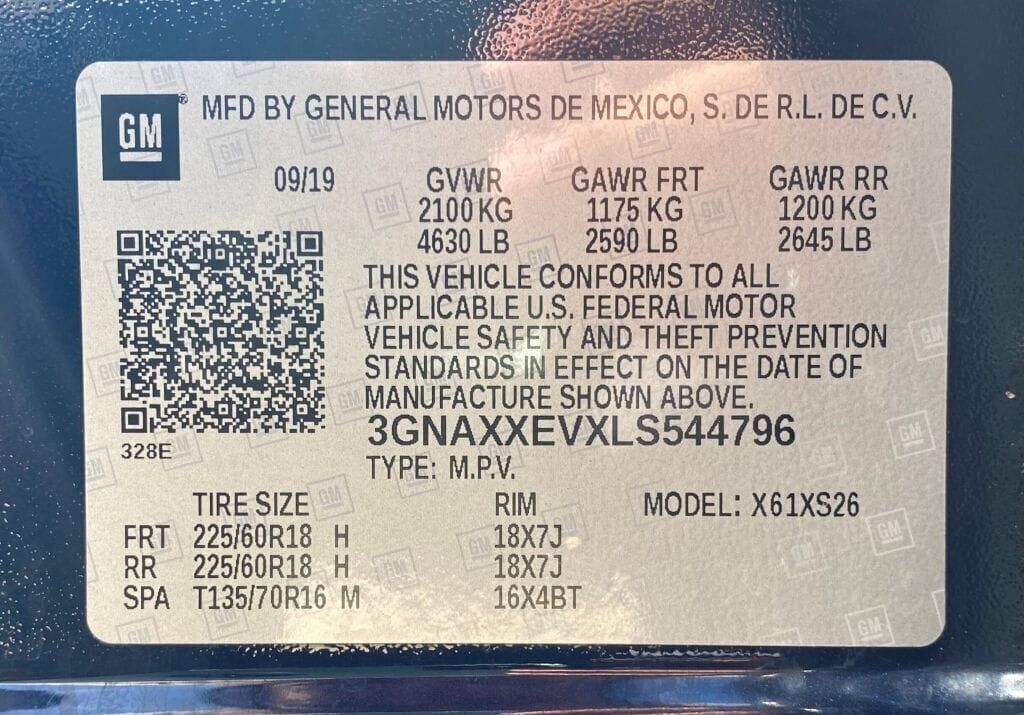 GM® MFD BY GENERAL MOTORS DE MEXICO, S. DE R.L. DE C.V.
09/19 GVWR GAWR FRT GAWR RR
2100 KG 1175 KG 1200 KG
4630 LB 2590 LB 2645 LB
THIS VEHICLE CONFORMS TO ALL
APPLICABLE U.S. FEDERAL MOTOR
VEHICLE SAFETY AND THEFT PREVENTION
STANDARDS IN EFFECT ON THE DATE OF
MANUFACTURE SHOWN ABOVE.
3GNAXXEVXLS544796
328E
TYPE: M.P.V.
TIRE SIZE RIM MODEL: X61XS26
FRT 225/60R18 H 18X7J
RR 225/60R18 H 18X7J
SPA T135/70R16 M 16X4BT